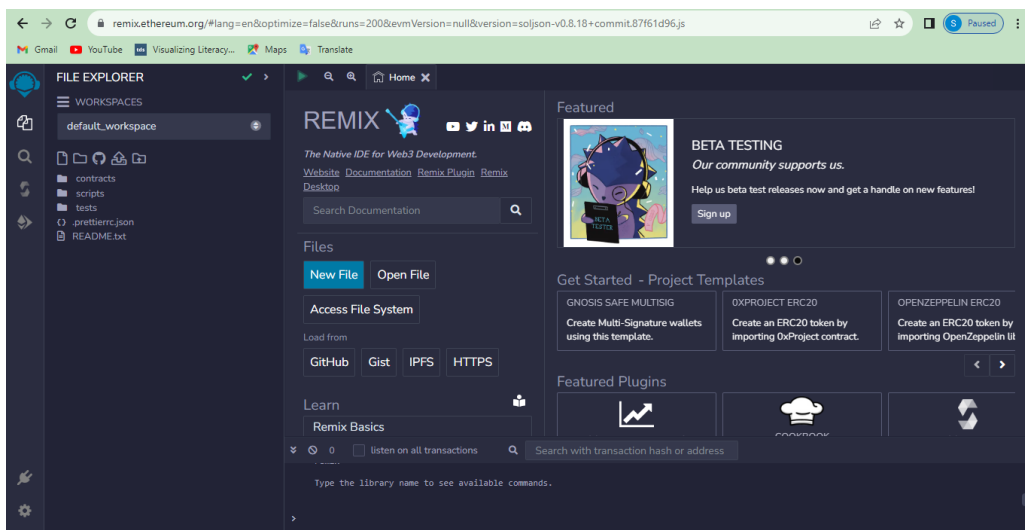 remix.ethereum.org/#lang=en&optimize=false&runs=200&evmVersion=null&version=soljson-v0.8.18+commit.87f61d96.js
S Paused
Gmail YouTube Visualizing Literacy... Maps Translate
FILE EXPLORER
WORKSPACES
default_workspace
contracts
scripts
tests
{} .prettierrc.json
README.txt
Home
REMIX
The Native IDE for Web3 Development.
Website Documentation Remix Plugin Remix
Desktop
Search Documentation
Files
New File Open File
Access File System
Load from
GitHub Gist IPFS HTTPS
Learn
Remix Basics
Featured
BETA
TESTER
BETA TESTING
Our community supports us.
Help us beta test releases now and get a handle on new features!
Sign up
Get Started - Project Templates
GNOSIS SAFE MULTISIG
Create Multi-Signature wallets
using this template.
0XPROJECT ERC20
Create an ERC20 token by
importing 0xProject contract.
OPENZEPPELIN ERC20
Create an ERC20 token by
importing OpenZeppelin li
Featured Plugins
COOKBOOK
0 listen on all transactions Search with transaction hash or address
Type the library name to see available commands.
>